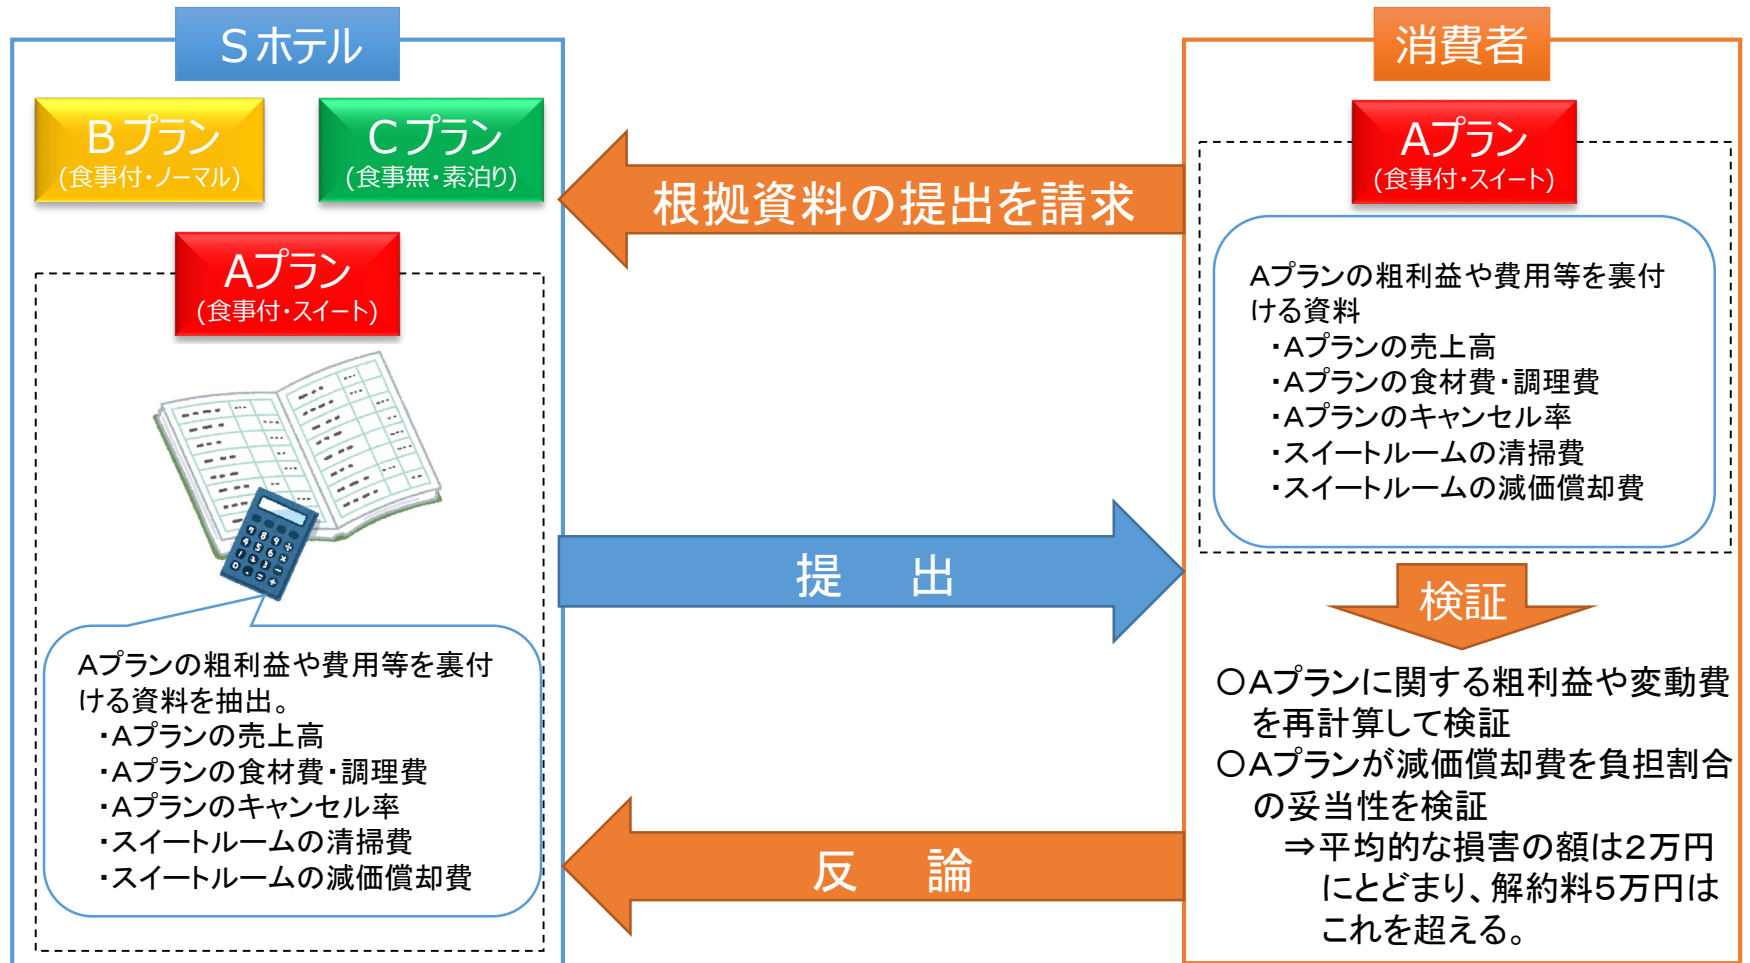 Sホテル
Bプラン
(食事付・ノーマル)
Cプラン
(食事無・素泊り)
Aプラン
(食事付・スイート)
Aプランの粗利益や費用等を裏付
ける資料を抽出。
・Aプランの売上高
・Aプランの食材費・調理費
・Aプランのキャンセル率
・スイートルームの清掃費
・スイートルームの減価償却費
根拠資料の提出を請求
提 出
反 論
消費者
Aプラン
(食事付・スイート)
Aプランの粗利益や費用等を裏付
ける資料
・Aプランの売上高
・Aプランの食材費・調理費
・Aプランのキャンセル率
・スイートルームの清掃費
・スイートルームの減価償却費
検証
○Aプランに関する粗利益や変動費
を再計算して検証
○Aプランが減価償却費を負担割合
の妥当性を検証
⇒平均的な損害の額は2万円
にとどまり、解約料5万円は
これを超える。